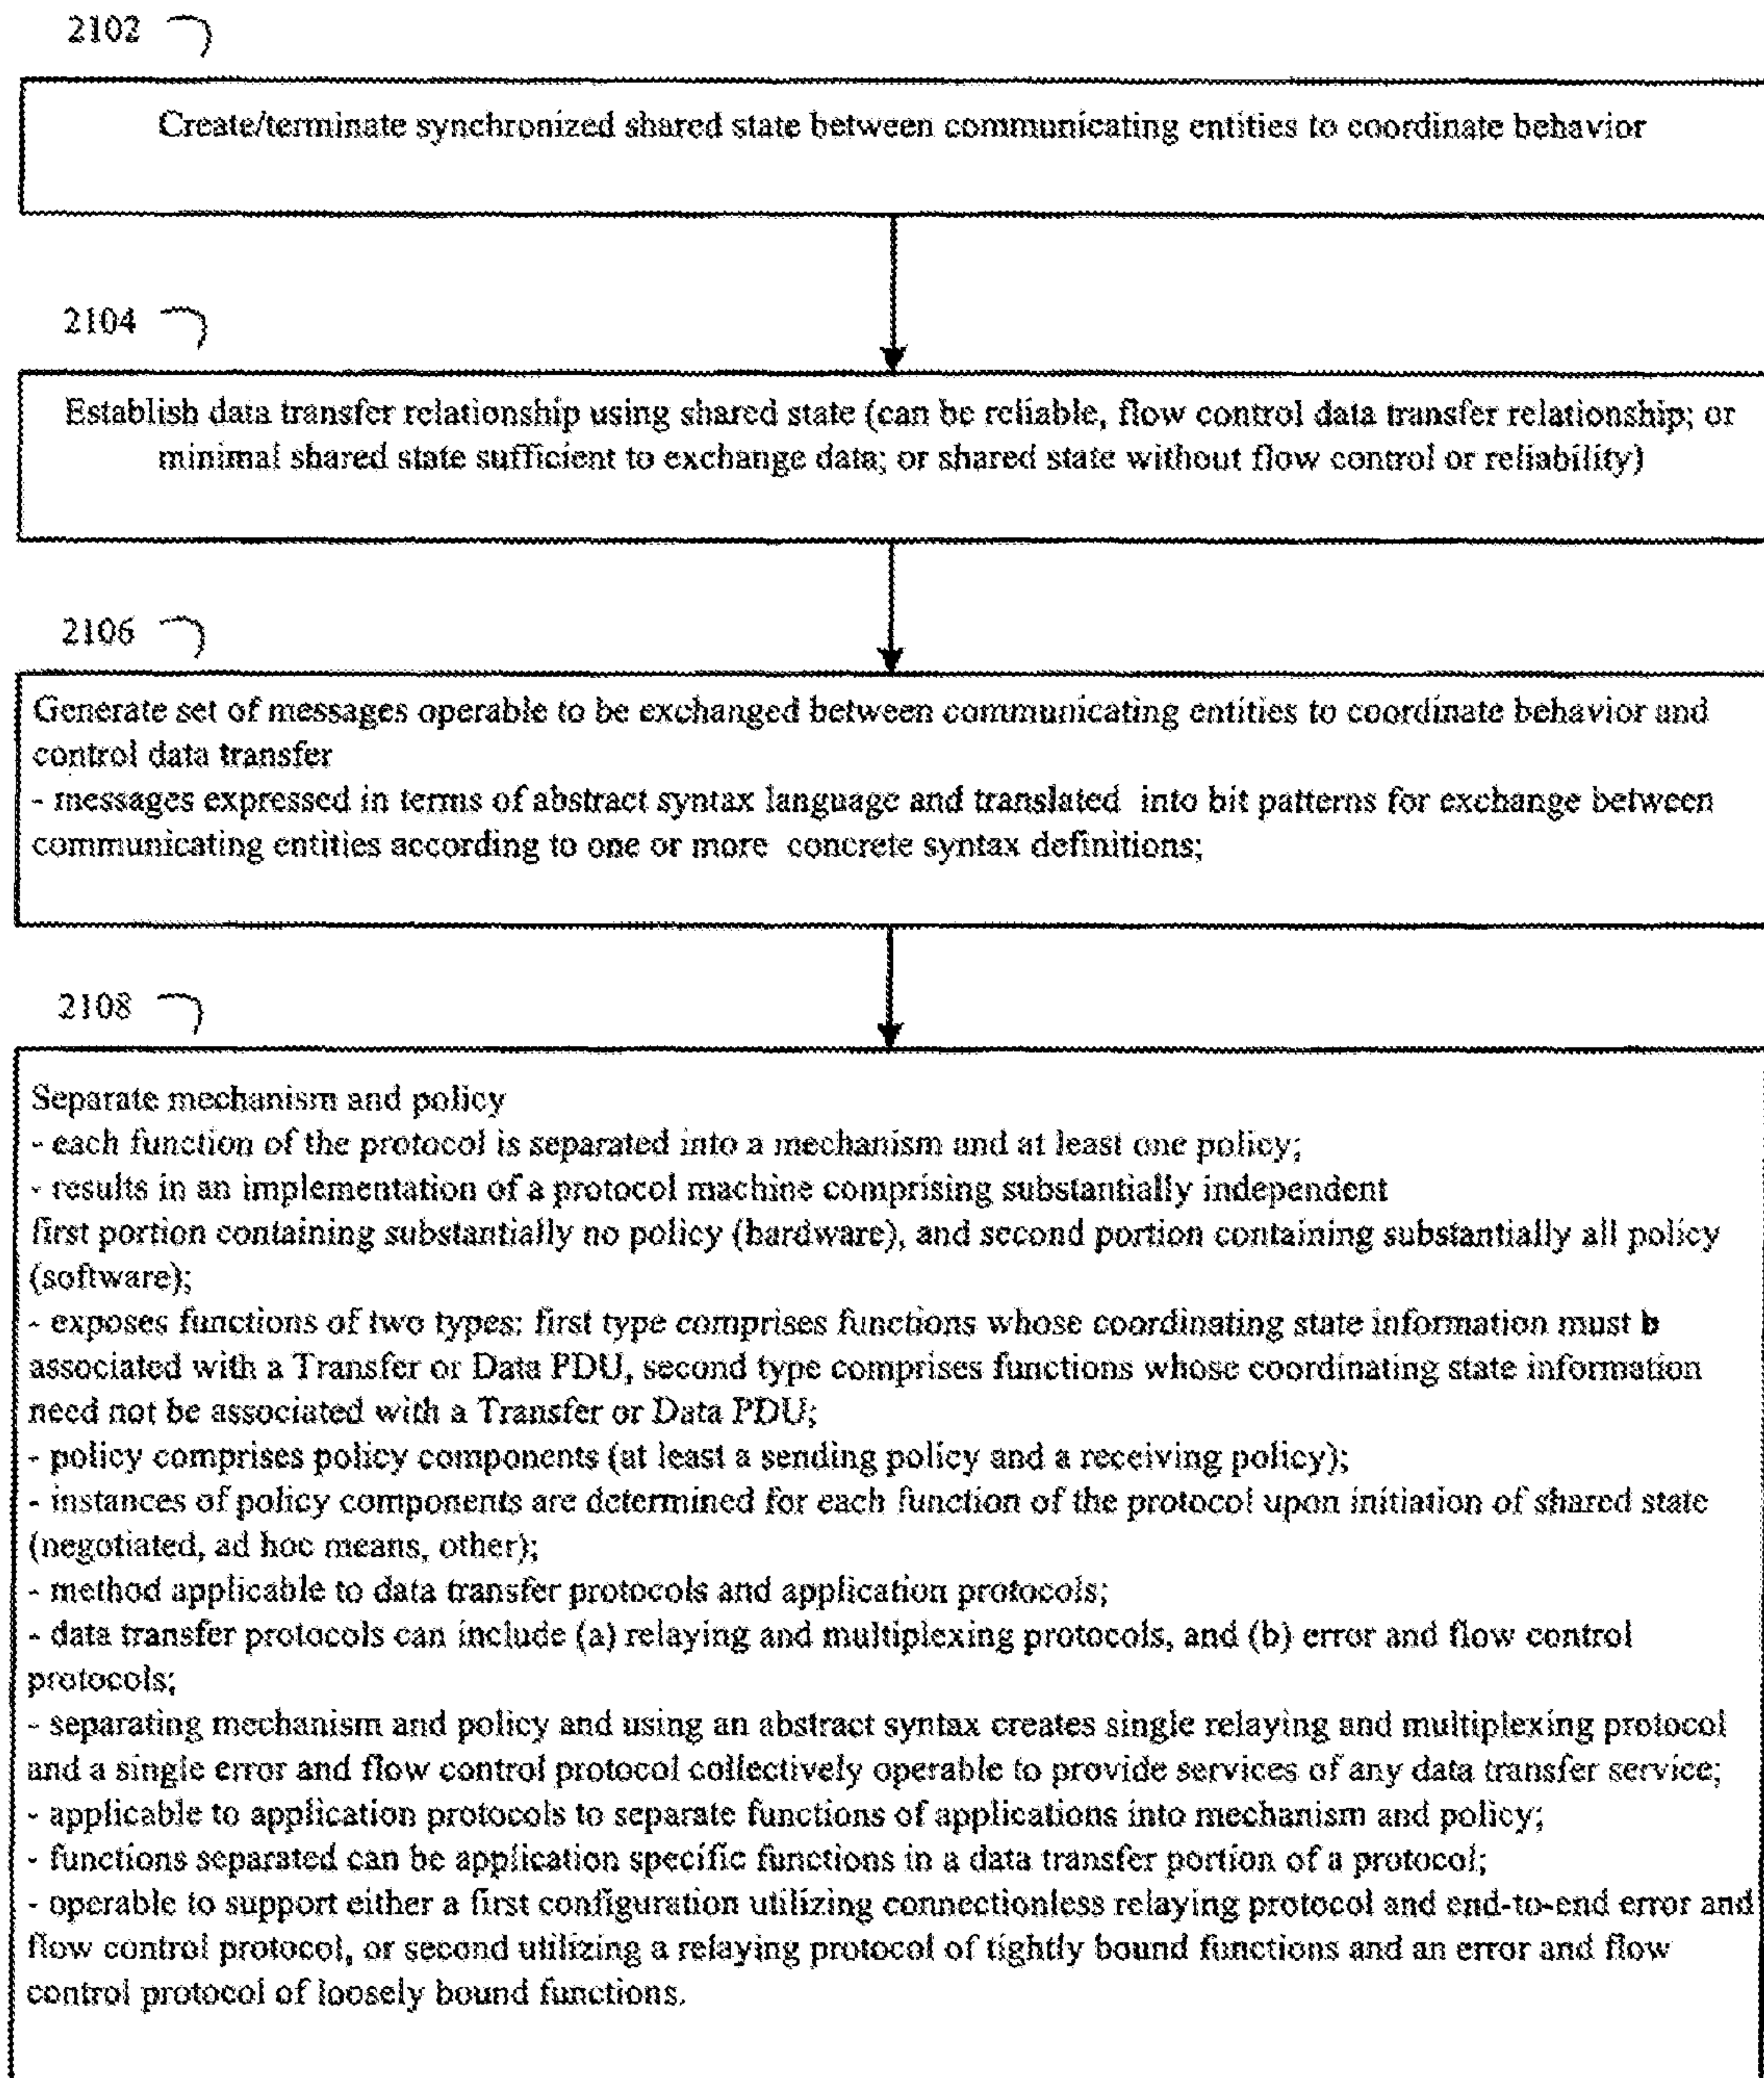 2102
Create/terminate synchronized shared state between communicating entities to coordinate behavior
2104
Establish data transfer relationship using shared state (can be reliable, flow control data transfer relationship; or
minimal shared state sufficient to exchange data; or shared state without flow control or reliability)
2106
Generate set of messages operable to be exchanged between communicating entities to coordinate behavior and
control data transfer
- messages expressed in terms of abstract syntax language and translated into bit patterns for exchange between
communicating entities according to one or more concrete syntax definitions;
2108
Separate mechanism and policy
- each function of the protocol is separated into a mechanism and at least one policy;
- results in an implementation of a protocol machine comprising substantially independent
first portion containing substantially no policy (hardware), and second portion containing substantially all policy
(software);
- exposes functions of two types: first type comprises functions whose coordinating state information must b
associated with a Transfer or Data PDU, second type comprises functions whose coordinating state information
need not be associated with a Transfer or Data PDU;
- policy comprises policy components (at least a sending policy and a receiving policy);
- instances of policy components are determined for each function of the protocol upon initiation of shared state
(negotiated, ad hoc means, other);
- method applicable to data transfer protocols and application protocols;
- data transfer protocols can include (a) relaying and multiplexing protocols, and (b) error and flow control
protocols;
- separating mechanism and policy and using an abstract syntax creates single relaying and multiplexing protocol
and a single error and flow control protocol collectively operable to provide services of any data transfer service;
- applicable to application protocols to separate functions of applications into mechanism and policy;
- functions separated can be application specific functions in a data transfer portion of a protocol;
- operable to support either a first configuration utilizing connectionless relaying protocol and end-to-end error and
flow control protocol, or second utilizing a relaying protocol of tightly bound functions and an error and flow
control protocol of loosely bound functions.